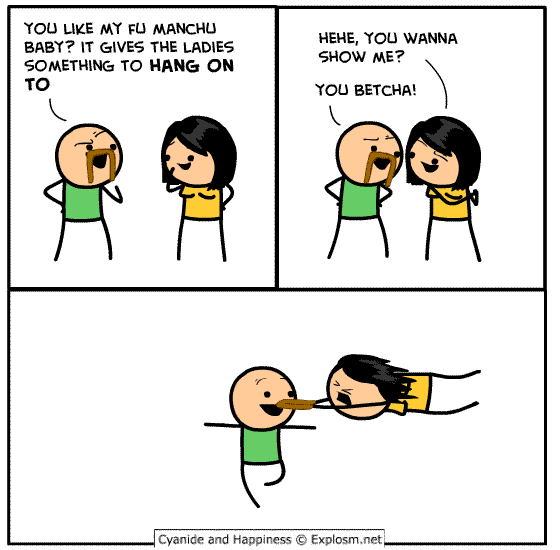 YOU LIKE MY FU MANCHU
BABY? IT GIVES THE LADIES
SOMETHING TO HANG ON
TO
HEHE, YOU WANNA
SHOW ME?
YOU BETCHA!
Cyanide and Happiness © Explosm.net